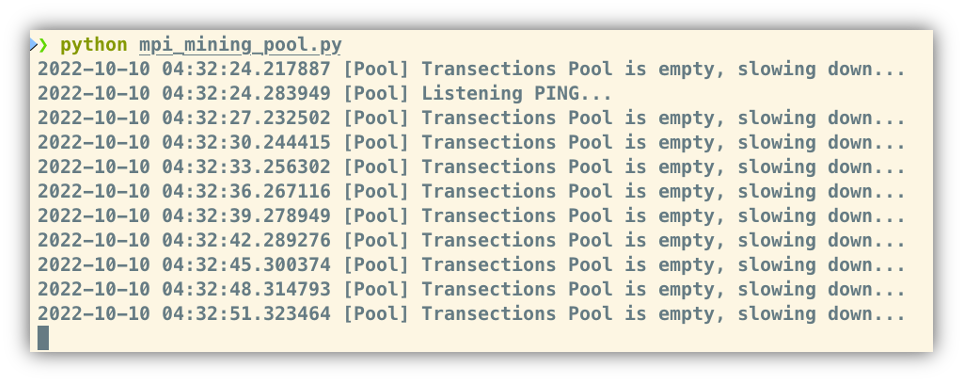 ❯ python mpi_mining_pool.py
2022-10-10 04:32:24.217887 [Pool] Transections Pool is empty, slowing down...
2022-10-10 04:32:24.283949 [Pool] Listening PING...
2022-10-10 04:32:27.232502 [Pool] Transections Pool is empty, slowing down...
2022-10-10 04:32:30.244415 [Pool] Transections Pool is empty, slowing down...
2022-10-10 04:32:33.256302 [Pool] Transections Pool is empty, slowing down...
2022-10-10 04:32:36.267116 [Pool] Transections Pool is empty, slowing down...
2022-10-10 04:32:39.278949 [Pool] Transections Pool is empty, slowing down...
2022-10-10 04:32:42.289276 [Pool] Transections Pool is empty, slowing down...
2022-10-10 04:32:45.300374 [Pool] Transections Pool is empty, slowing down...
2022-10-10 04:32:48.314793 [Pool] Transections Pool is empty, slowing down...
2022-10-10 04:32:51.323464 [Pool] Transections Pool is empty, slowing down...